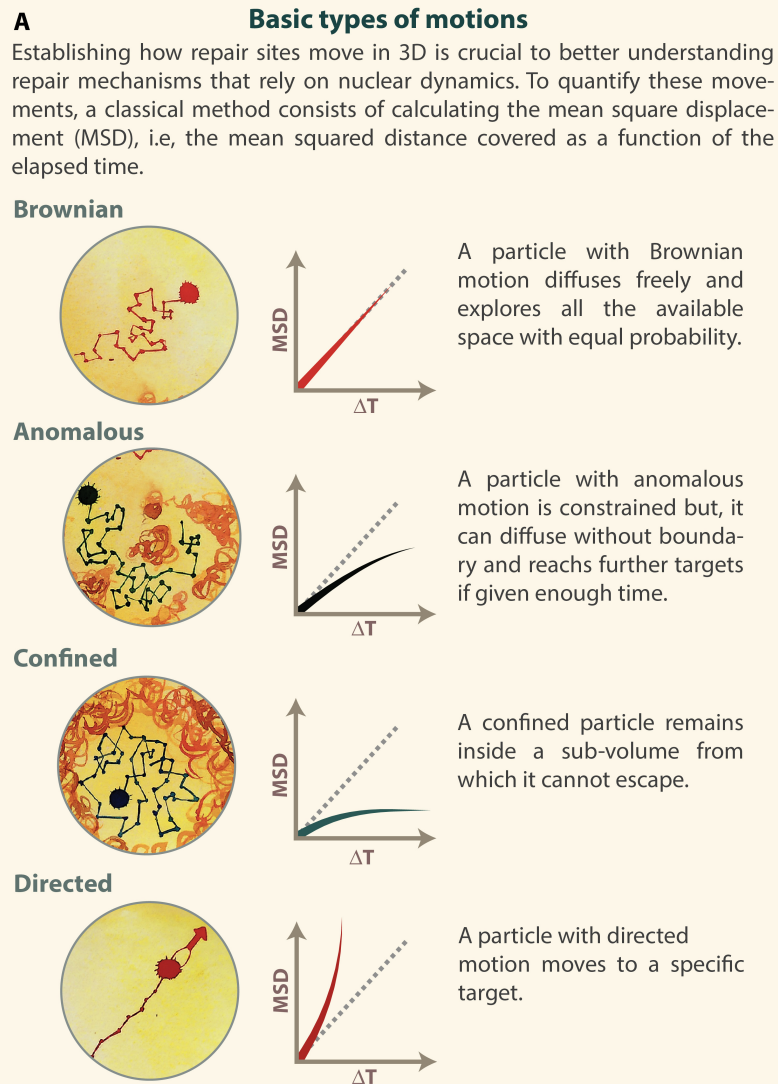 A
Basic types of motions
Establishing how repair sites move in 3D is crucial to better understanding
repair mechanisms that rely on nuclear dynamics. To quantify these move-
ments, a classical method consists of calculating the mean square displace-
ment (MSD), i.e, the mean squared distance covered as a function of the
elapsed time.
Brownian
MSD
ΔT
A particle with Brownian
motion diffuses freely and
explores all the available
space with equal probability.
Anomalous
MSD
ΔT
A particle with anomalous
motion is constrained but, it
can diffuse without bounda-
ry and reachs further targets
if given enough time.
Confined
MSD
ΔT
A confined particle remains
inside a sub-volume from
which it cannot escape.
Directed
MSD
ΔT
A particle with directed
motion moves to a specific
target.